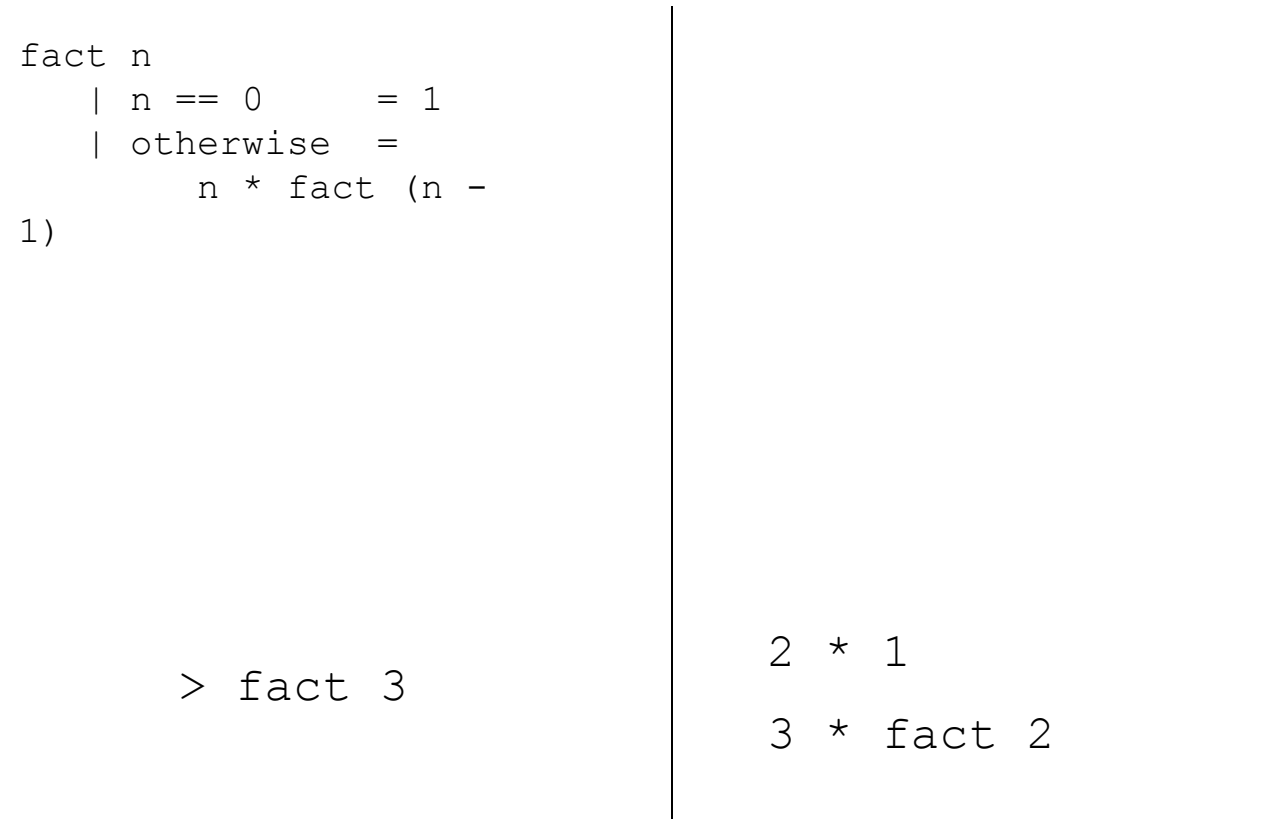 fact n
   | n == 0     = 1
   | otherwise  =
        n * fact (n -
1)
> fact 3
2 * 1
3 * fact 2